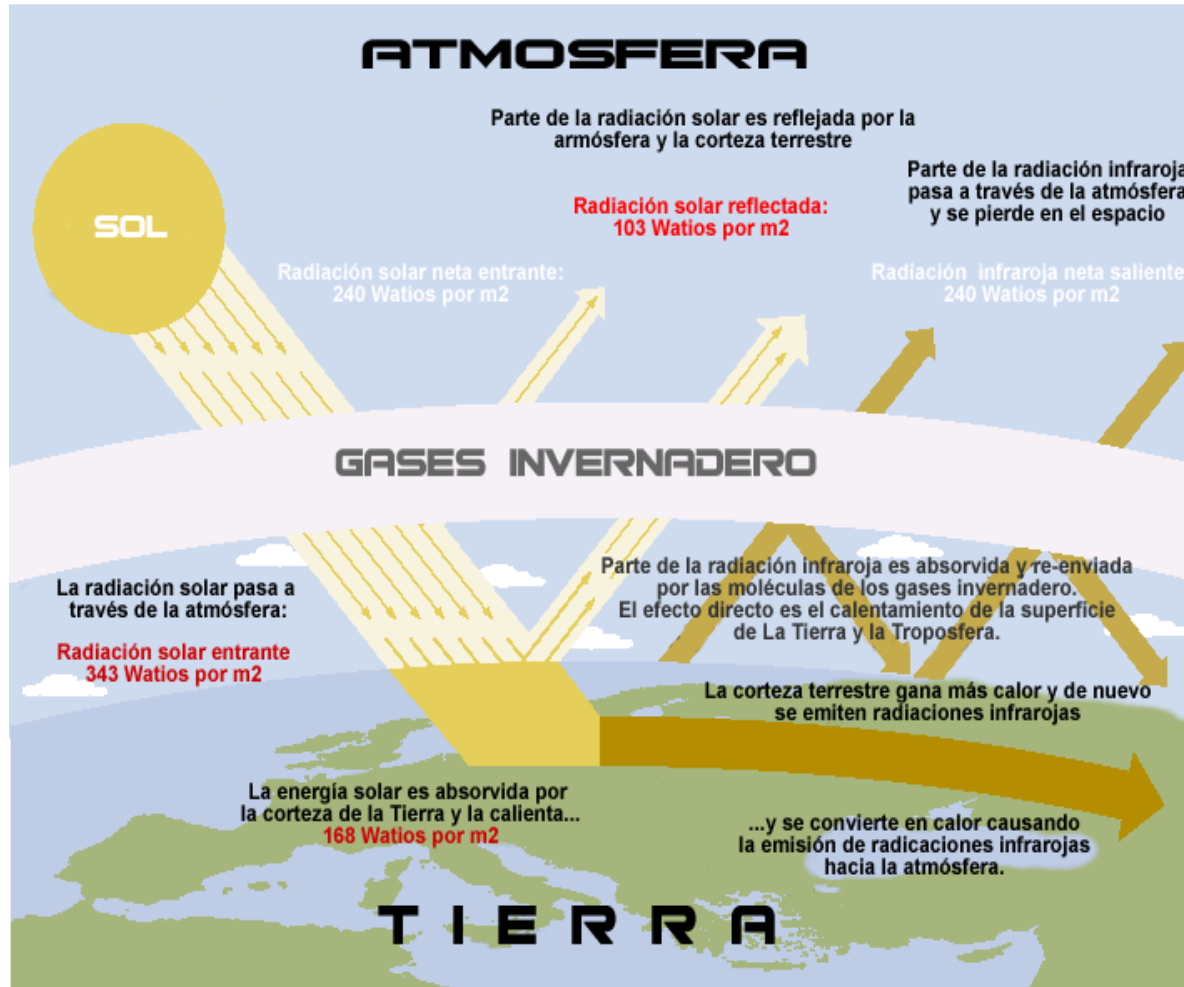 ATMOSFERA
Parte de la radiación solar es reflejada por la
armósfera y la corteza terrestre
Parte de la radiación infraroja
pasa a través de la atmósfera
y se pierde en el espacio
SOL
Radiación solar reflectada:
103 Watios por m2
Radiación solar neta entrante:
240 Watios por m2
Radiación infraroja neta saliente
240 Watios por m2
GASES INVERNADERO
Parte de la radiación infraroja es absorvida y re-enviada
por las moléculas de los gases invernadero.
El efecto directo es el calentamiento de la superficie
de La Tierra y la Troposfera.
La radiación solar pasa a
través de la atmósfera:
Radiación solar entrante
343 Watios por m2
La corteza terrestre gana más calor y de nuevo
se emiten radiaciones infrarojas
La energía solar es absorvida por
la corteza de la Tierra y la calienta...
168 Watios por m2
...y se convierte en calor causando
la emisión de radicaciones infrarojas
hacia la atmósfera.
TIERRA